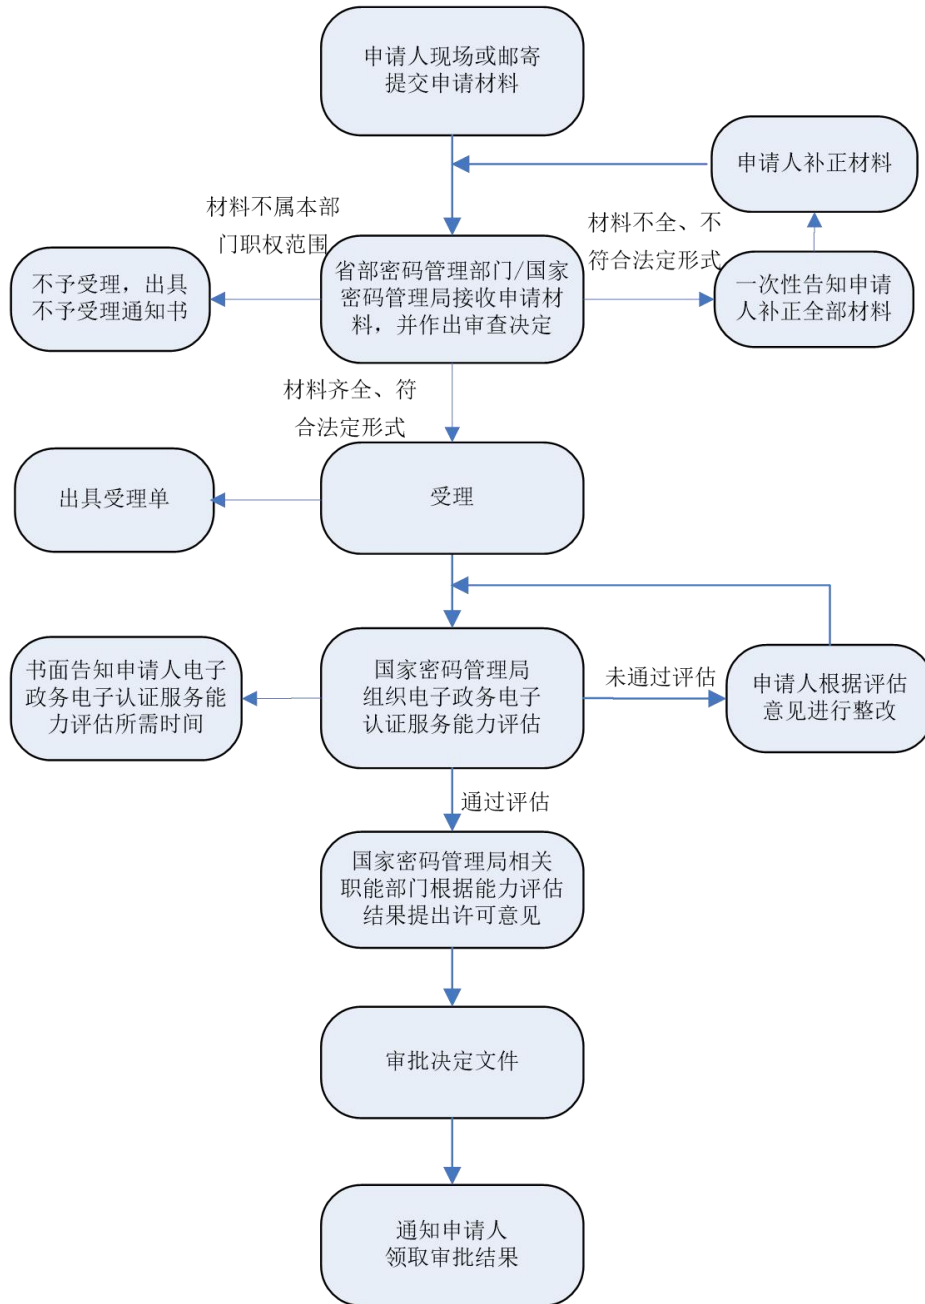 申请人现场或邮寄
提交申请材料
申请人补正材料
材料不属本部
门职权范围
材料不全、不
符合法定形式
不予受理，出具
不予受理通知书
省部密码管理部门/国家
密码管理局接收申请材
料，并作出审查决定
一次性告知申请
人补正全部材料
材料齐全、符
合法定形式
出具受理单
受理
书面告知申请人电子
政务电子认证服务能
力评估所需时间
国家密码管理局
组织电子政务电子
认证服务能力评估
未通过评估
申请人根据评估
意见进行整改
通过评估
国家密码管理局相关
职能部门根据能力评估
结果提出许可意见
审批决定文件
通知申请人
领取审批结果